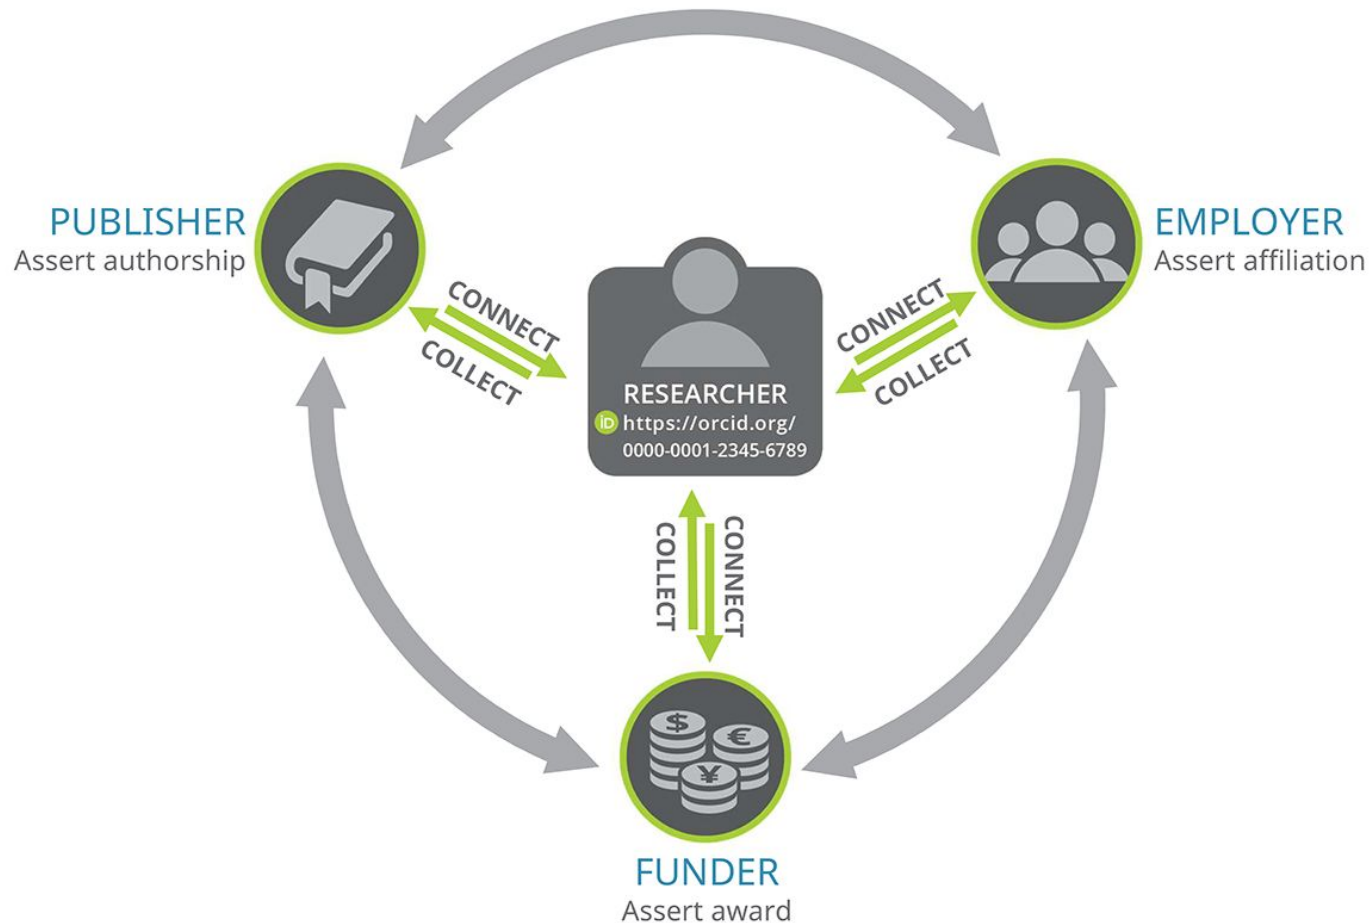 PUBLISHER
Assert authorship
EMPLOYER
Assert affiliation
CONNECT
COLLECT
CONNECT
COLLECT
RESEARCHER
iD https://orcid.org/
0000-0001-2345-6789
COLLECT
CONNECT
$
€
¥
FUNDER
Assert award